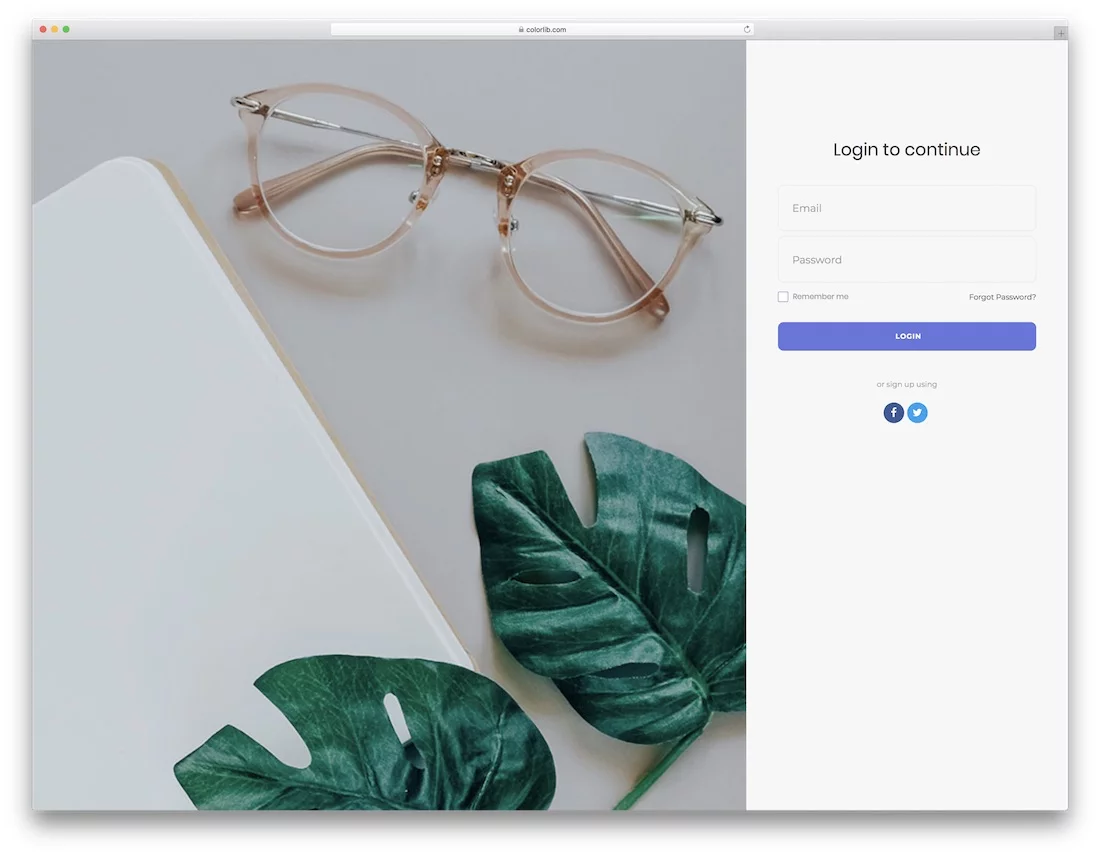 colorlib.com
Login to continue
Email
Password
Remember me
Forgot Password?
LOGIN
or sign up using